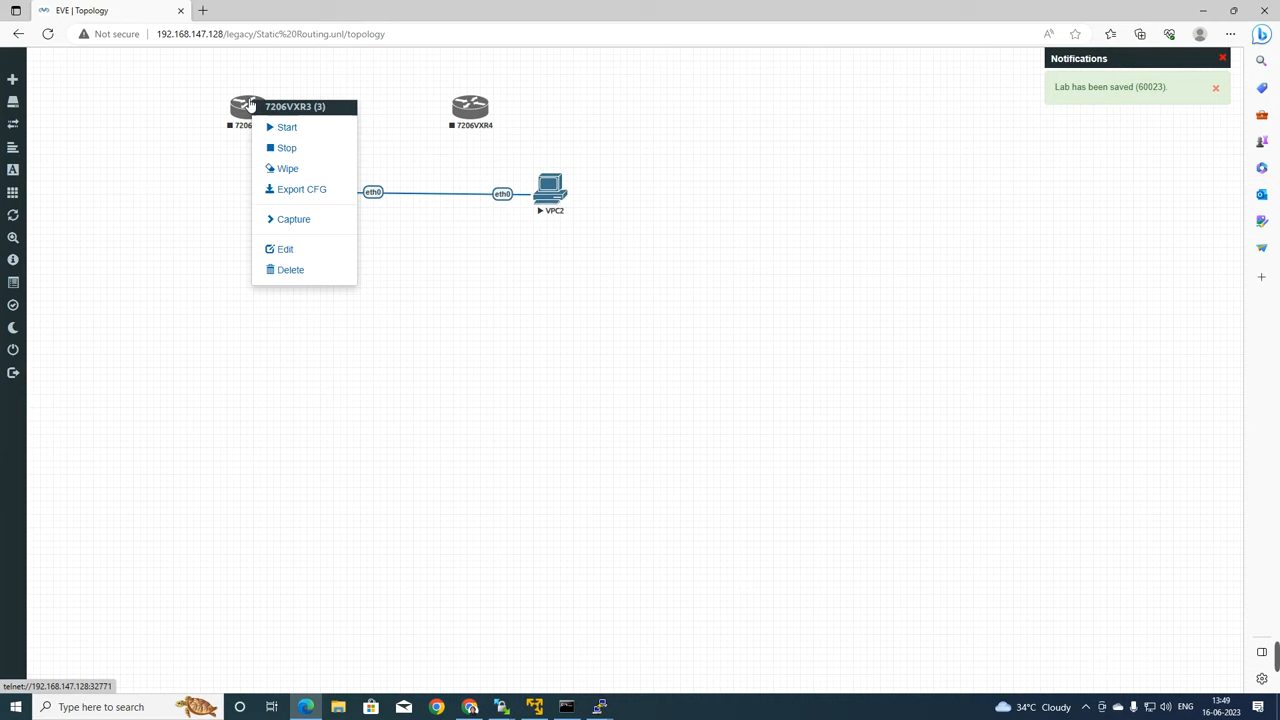 EVE | Topology
Not secure
192.168.147.128/legacy/Static%20Routing.unl/topology
Notifications
Lab has been saved (60023).
7206VXR3 (3)
7206
7206VXR4
Start
Stop
Wipe
Export CFG
Capture
Edit
Delete
eth0
eth0
VPC2
telnet://192.168.147.128:32771
Type here to search
34°C Cloudy
ENG
13:49
16-06-2023